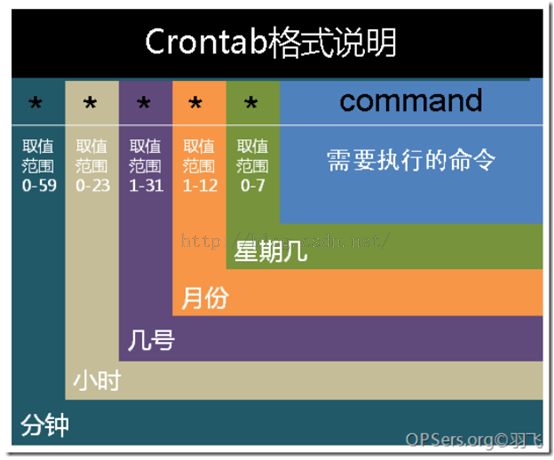 Crontab格式说明
* * * * * command
取值范围0-59
取值范围0-23
取值范围1-31
取值范围1-12
取值范围0-7
需要执行的命令
星期几
月份
几号
小时
分钟
OPSers.org©羽飞